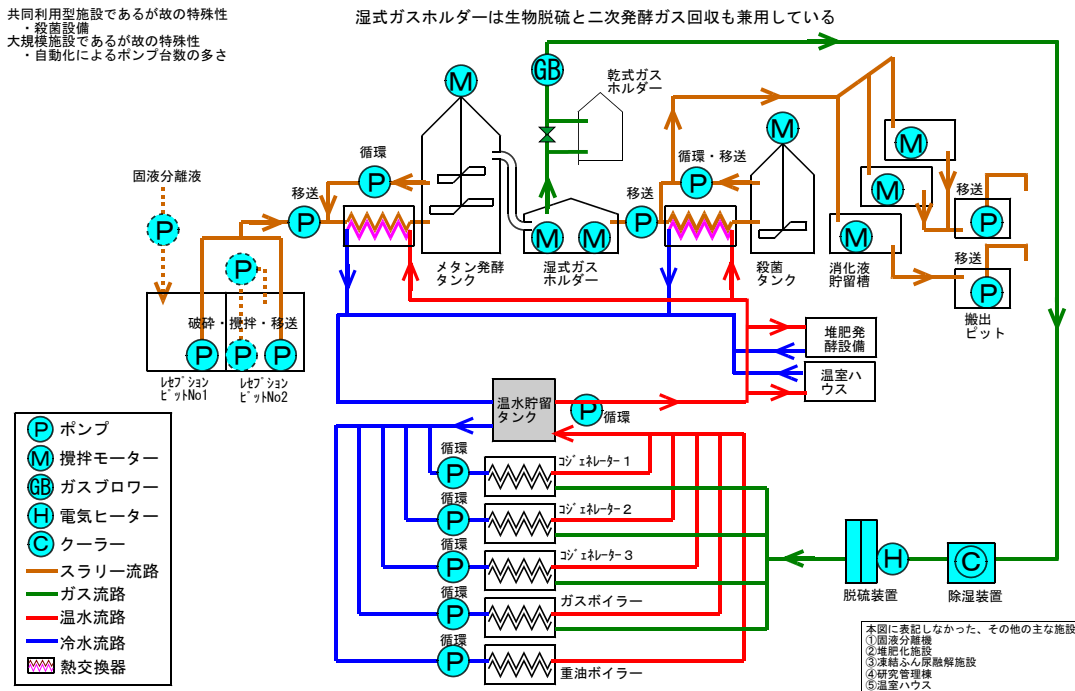 共同利用型施設であるが故の特殊性
・殺菌設備
大規模施設であるが故の特殊性
・自動化によるポンプ台数の多さ
湿式ガスホルダーは生物脱硫と二次発酵ガス回収も兼用している
GB
乾式ガス
ホルダー
M
M
M
循環
P
循環・移送
P
固液分離液
P
移送
P
移送
P
M
移送
P
M
M
M
P
メタン発酵
タンク
湿式ガス
ホルダー
殺菌
タンク
消化液
貯留槽
移送
P
搬出
ピット
破砕・攪拌・移送
P
P
P
レセプション
ピットNo1
レセプション
ピットNo2
堆肥発
酵設備
温室ハ
ウス
温水貯留
タンク
P
循環
循環
P
コジェネレーター1
循環
P
コジェネレーター2
循環
P
コジェネレーター3
循環
P
ガスボイラー
循環
P
重油ボイラー
H
脱硫装置
C
除湿装置
P ポンプ
M 攪拌モーター
GB ガスブロワー
H 電気ヒーター
C クーラー
スラリー流路
ガス流路
温水流路
冷水流路
熱交換器
本図に表記しなかった、その他の主な施設
①固液分離機
②堆肥化施設
③凍結ふん尿融解施設
④研究管理棟
⑤温室ハウス